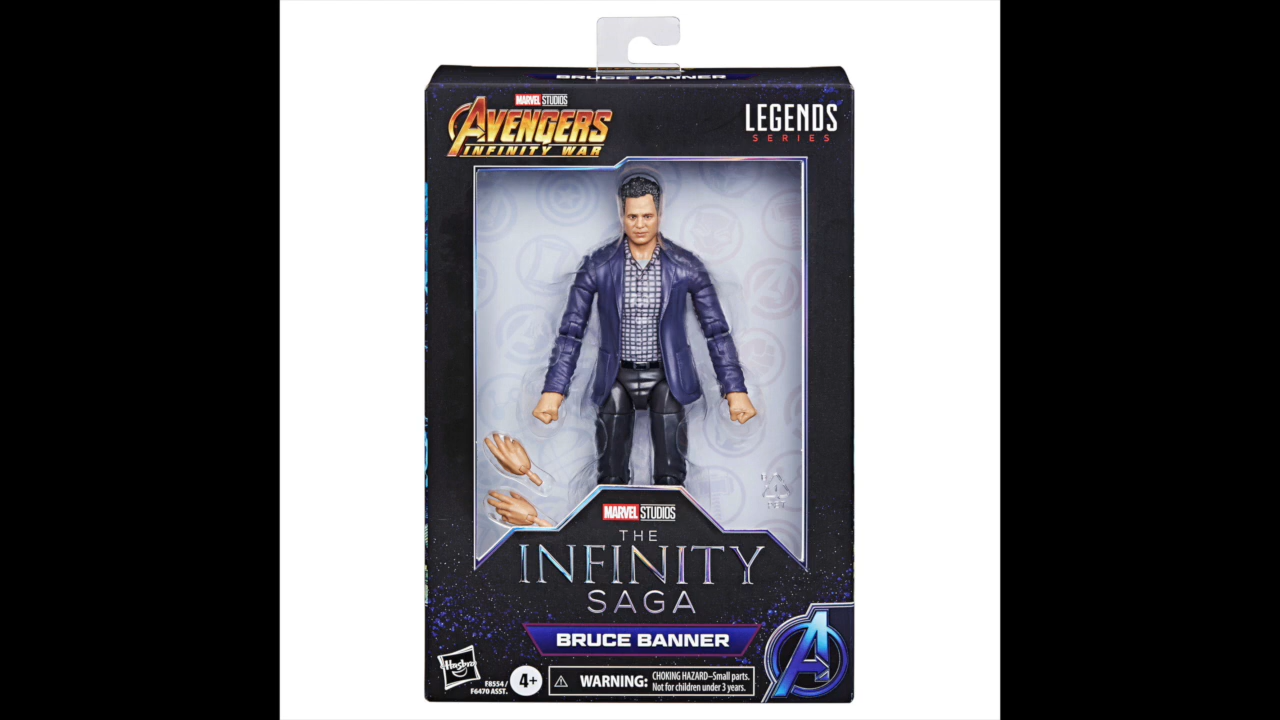 BRUCE BANNER
MARVEL STUDIOS
AVENGERS
INFINITY WAR
LEGENDS
SERIES
PET
MARVEL STUDIOS
THE
INFINITY
SAGA
BRUCE BANNER
Hasbro
F8554 /
F6470 ASST.
4+
WARNING:
CHOKING HAZARD–Small parts.
Not for children under 3 years.